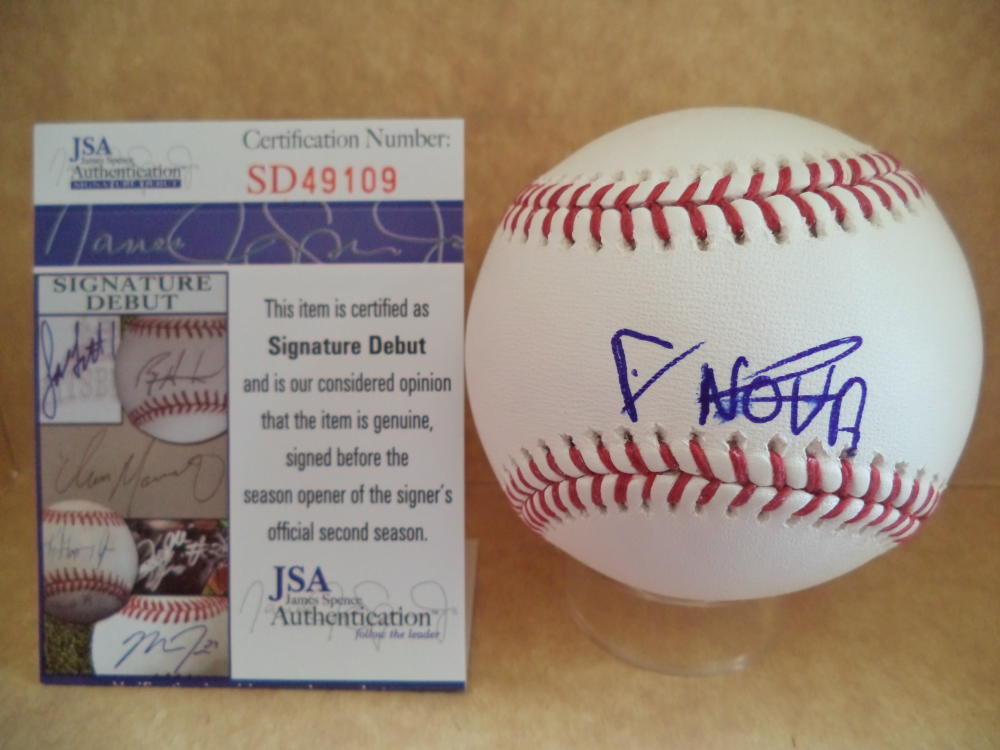 JSA
James Spence
Authentication
SIGNATURE DEBUT
Certification Number:
SD49109
SIGNATURE
DEBUT
This item is certified as
Signature Debut
and is our considered opinion
that the item is genuine,
signed before the
season opener of the signer's
official second season.
JSA
James Spence
Authentication™
follow the leader
F NOVA